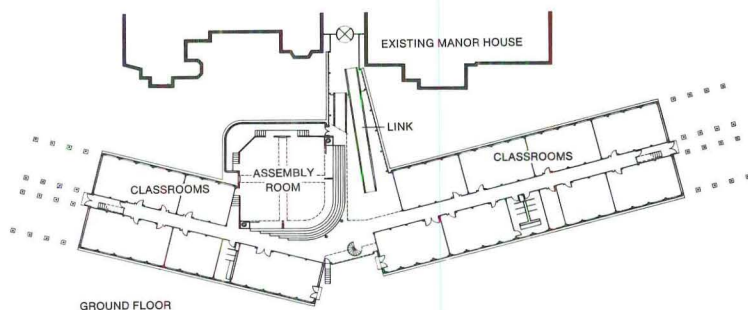 EXISTING MANOR HOUSE
LINK
CLASSROOMS
ASSEMBLY
ROOM
CLASSROOMS
GROUND FLOOR